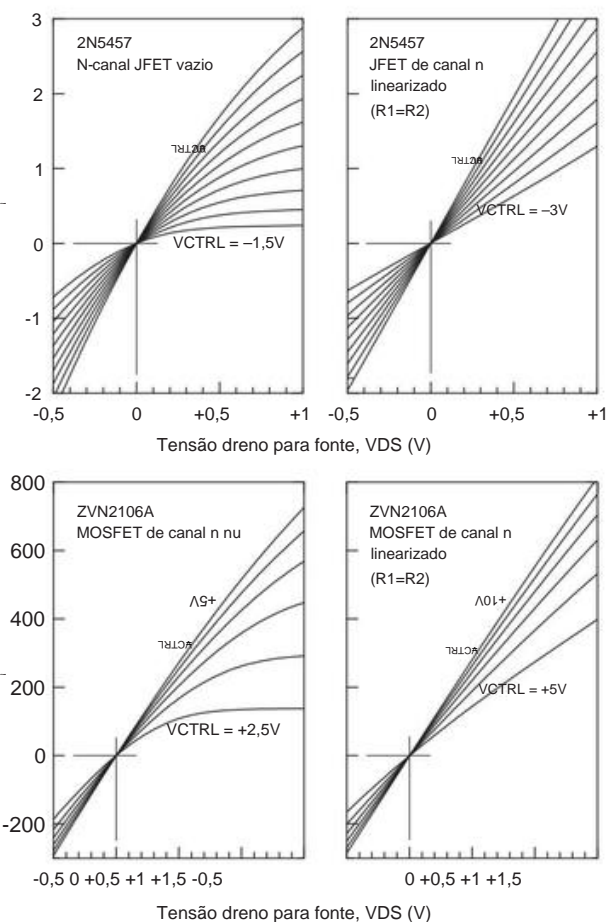 3
2
1
0
-1
-2
2N5457
N-canal JFET vazio
VCTRL
VCTRL = –1,5V
-0,5 0 +0,5 +1
2N5457
JFET de canal n
linearizado
(R1=R2)
VCTRL
VCTRL = –3V
-0,5 0 +0,5 +1
Tensão dreno para fonte, VDS (V)
800
600
400
200
0
-200
ZVN2106A
MOSFET de canal n nu
+5V
VCTRL
VCTRL = +2,5V
ZVN2106A
MOSFET de canal n
linearizado
(R1=R2)
+10V
VCTRL
VCTRL = +5V
-0,5 0 +0,5 +1 +1,5 -0,5
0 +0,5 +1 +1,5
Tensão dreno para fonte, VDS (V)